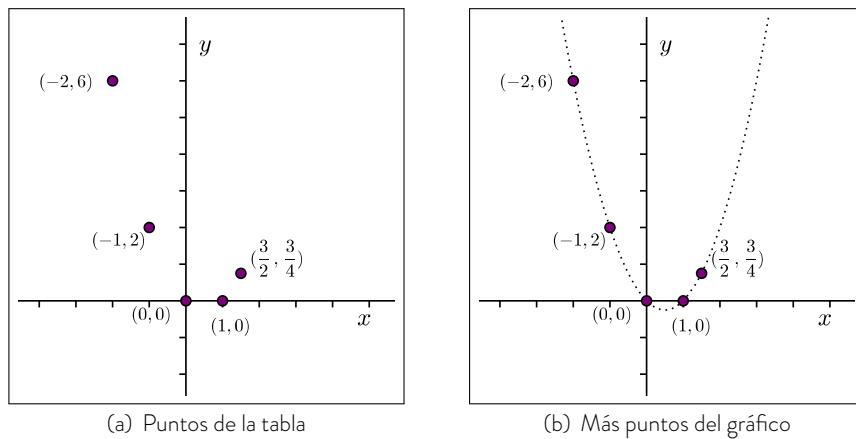 y
(−2, 6)
(−1, 2)
(3/2, 3/4)
(0, 0)
(1, 0)
x
(a) Puntos de la tabla
y
(−2, 6)
(−1, 2)
(3/2, 3/4)
(0, 0)
(1, 0)
x
(b) Más puntos del gráfico